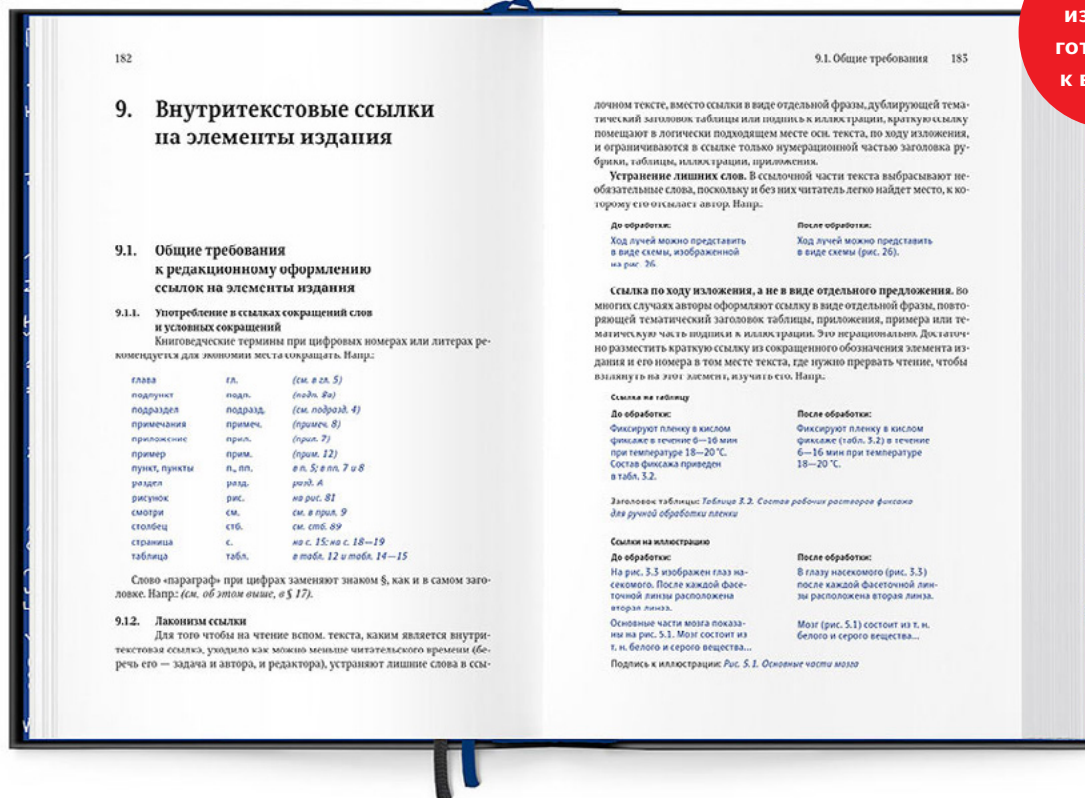 из
гот
к в
182
9. Внутритекстовые ссылки
на элементы издания
9.1. Общие требования
к редакционному оформлению
ссылок на элементы издания
9.1.1. Употребление в ссылках сокращений слов
и условных сокращений
Книговедческие термины при цифровых номерах или литерах ре-
комендуется для экономии места сокращать. Напр.:
глава гл. (см. в гл. 5)
подпункт подп. (подп. 8а)
подраздел подразд. (см. подразд. 4)
примечания примеч. (примеч. 8)
приложение прил. (прил. 7)
пример прим. (прим. 12)
пункт, пункты п., пп. в п. 5; в пп. 7 и 8
раздел разд. разд. А
рисунок рис. на рис. 81
смотри см. см. в прил. 9
столбец стб. см. стб. 89
страница с. на с. 15; на с. 18—19
таблица табл. в табл. 12 и табл. 14—15
Слово «параграф» при цифрах заменяют знаком §, как и в самом заго-
ловке. Напр.: (см. об этом выше, в § 17).
9.1.2. Лаконизм ссылки
Для того чтобы на чтение вспом. текста, каким является внутри-
текстовая ссылка, уходило как можно меньше читательского времени (бе-
речь его — задача и автора, и редактора), устраняют лишние слова в ссы-
9.1. Общие требования 183
лочном тексте, вместо ссылки в виде отдельной фразы, дублирующей тема-
тический заголовок таблицы или подпись к иллюстрации, краткую ссылку
помещают в логически подходящем месте осн. текста, по ходу изложения,
и ограничиваются в ссылке только нумерационной частью заголовка ру-
брики, таблицы, иллюстрации, приложения.
Устранение лишних слов. В ссылочной части текста выбрасывают не-
обязательные слова, поскольку и без них читатель легко найдет место, к ко-
торому его отсылает автор. Напр.
До обработки: После обработки:
Ход лучей можно представить Ход лучей можно представить
в виде схемы, изображенной в виде схемы (рис. 26).
на рис. 26.
Ссылка по ходу изложения, а не в виде отдельного предложения. Во
многих случаях авторы оформляют ссылку в виде отдельной фразы, повто-
ряющей тематический заголовок таблицы, приложения, примера или те-
матическую часть подписи к иллюстрации. Это нерационально. Достаточ-
но разместить краткую ссылку из сокращенного обозначения элемента из-
дания и его номера в том месте текста, где нужно прервать чтение, чтобы
взглянуть на этот элемент, изучить его. Напр.
Ссылка на таблицу
До обработки: После обработки:
Фиксируют пленку в кислом Фиксируют пленку в кислом
фиксаже в течение 6—16 мин фиксаже (табл. 3.2) в течение
при температуре 18—20 °С. 6—16 мин при температуре
Состав фиксажа приведен 18—20 °С.
в табл. 3.2.
Заголовок таблицы: Таблица 3.2. Состав рабочих растворов фиксажа
для ручной обработки пленки
Ссылки на иллюстрацию
До обработки: После обработки:
На рис. 3.3 изображен глаз на- В глазу насекомого (рис. 3.3)
секомого. После каждой фасе- после каждой фасеточной лин-
точной линзы расположена зы расположена вторая линза.
вторая линза.
Основные части мозга показа- Мозг (рис. 5.1) состоит из т. н.
ны на рис. 5.1. Мозг состоит из белого и серого вещества...
т. н. белого и серого вещества...
Подпись к иллюстрации: Рис. 5.1. Основные части мозга